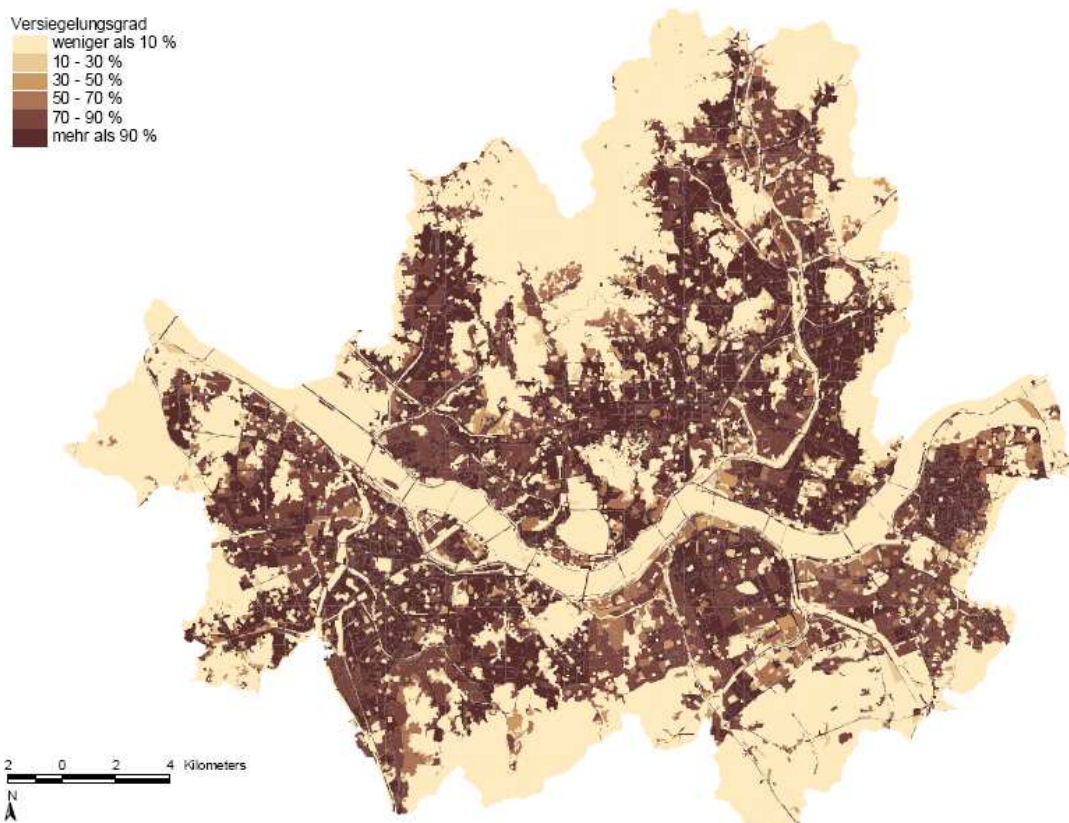 Versiegelungsgrad
weniger als 10 %
10 - 30 %
30 - 50 %
50 - 70 %
70 - 90 %
mehr als 90 %
2 0 2 4 Kilometers
N